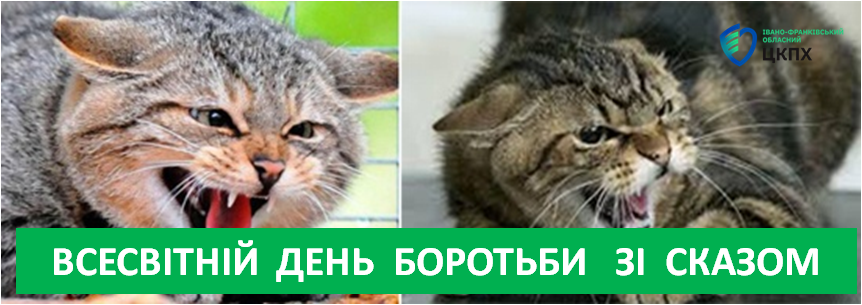 ІВАНО-ФРАНКІВСЬКИЙ
ОБЛАСНИЙ
ЦКПХ
ВСЕСВІТНІЙ ДЕНЬ БОРОТЬБИ ЗІ СКАЗОМ